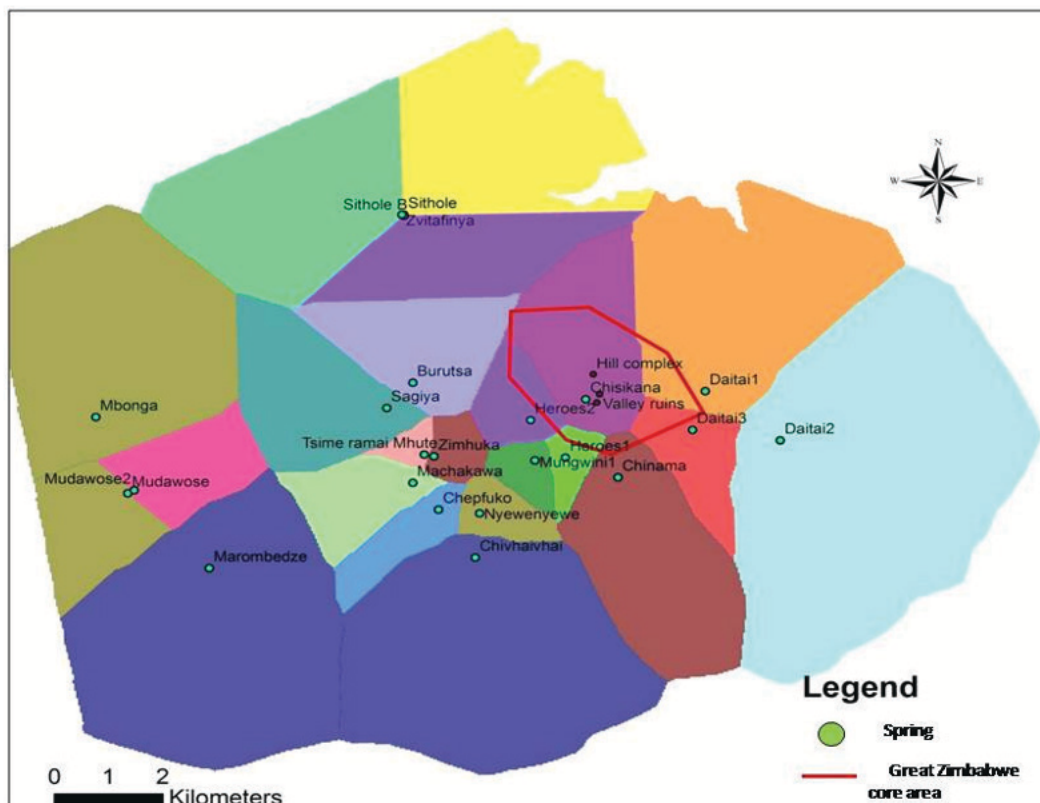 N
W E
S
Sithole B
Sithole
Zvitafinya
Hill complex
Burutsa
Chisikana
Daitai1
Sagiya
Valley ruins
Mbonga
Heroes2
Daitai3
Daitai2
Tsime ramai Mhute
Zimhuka
Heroes1
Mungwini1
Machakawa
Chinama
Mudawose2
Mudawose
Chepfuko
Nyewenyewe
Chivhaivhai
Marombedze
Legend
Spring
Great Zimbabwe
core area
0 1 2
Kilometers